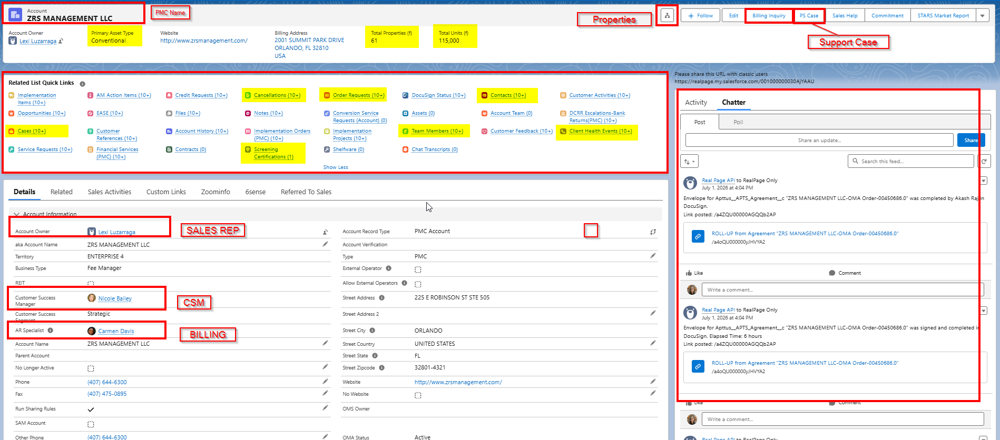 Account
ZRS MANAGEMENT LLC
PMC Name
Properties
Follow
Edit
Billing Inquiry
PS Case
Sales Help
Commitment
STARS Market Report
Support Case
Account Owner
Lexi Luzarraga
Primary Asset Type
Conventional
Website
http://www.zrsmanagement.com/
Billing Address
2001 SUMMIT PARK DRIVE
ORLANDO, FL 32810
USA
Total Properties (f)
61
Total Units (f)
115,000
Please share this URL with classic users
https://realpage.my.salesforce.com/001000000030AjYAAU
Related List Quick Links
Implementation
Items (10+)
AM Action Items (10+)
Credit Requests (10+)
Cancellations (10+)
Order Requests (10+)
DocuSign Status (10+)
Contacts (10+)
Customer Activities (10+)
Opportunities (10+)
EASE (10+)
Files (10+)
Notes (10+)
Conversion Service
Requests (Account) (0)
Assets (0)
Account Team (0)
DCRR Escalations-Bank
Returns(PMC) (10+)
Cases (10+)
Customer
References (10+)
Account History (10+)
Implementation Orders
(PMC) (10+)
Implementation
Projects (10+)
Team Members (10+)
Customer Feedback (10+)
Client Health Events (10+)
Service Requests (10+)
Financial Services
(PMC) (10+)
Contracts (0)
Screening
Certifications (1)
Shelfware (0)
Chat Transcripts (0)
Show Less
Details
Related
Sales Activities
Custom Links
Zoominfo
6sense
Referred To Sales
Account Information
Account Owner
Lexi Luzarraga
SALES REP
Account Record Type
PMC Account
aka Account Name
ZRS MANAGEMENT LLC
Account Verification
Territory
ENTERPRISE 4
Type
PMC
Business Type
Fee Manager
External Operator
REIT
Allow External Operators
Customer Success
Manager
Nicole Bailey
CSM
Street Address
225 E ROBINSON ST STE 505
Customer Success
Segment
Strategic
Street Address 2
AR Specialist
Carmen Davis
BILLING
Street City
ORLANDO
Account Name
ZRS MANAGEMENT LLC
Street Country
UNITED STATES
Parent Account
Street State
FL
No Longer Active
Street Zipcode
32801-4321
Phone
(407) 644-6300
Website
http://www.zrsmanagement.com/
Fax
(407) 475-0895
No Website
Run Sharing Rules
OMS Owner
SAM Account
Other Phone
(407) 644-6300
OMA Status
Active
Activity
Chatter
Post
Poll
Share an update...
Share
Search this feed...
Real Page API to RealPage Only
July 1, 2026 at 4:04 PM
Envelope for Apttus__APTS_Agreement__c "ZRS MANAGEMENT LLC-OMA Order-00450686.0" was completed by Akash Rajan in
DocuSign.
Link posted: /a4ZQU00000AGQQb2AP
ROLL-UP from Agreement "ZRS MANAGEMENT LLC-OMA Order-00450686.0"
/a4oQU000000yJHVYA2
Like
Comment
Write a comment...
Real Page API to RealPage Only
July 1, 2026 at 4:04 PM
Envelope for Apttus__APTS_Agreement__c "ZRS MANAGEMENT LLC-OMA Order-00450686.0" was signed and completed in
DocuSign. Elapsed Time: 6 hours
Link posted: /a4ZQU00000AGQQb2AP
ROLL-UP from Agreement "ZRS MANAGEMENT LLC-OMA Order-00450686.0"
/a4oQU000000yJHVYA2
Like
Comment
Write a comment...
Real Page API to RealPage Only